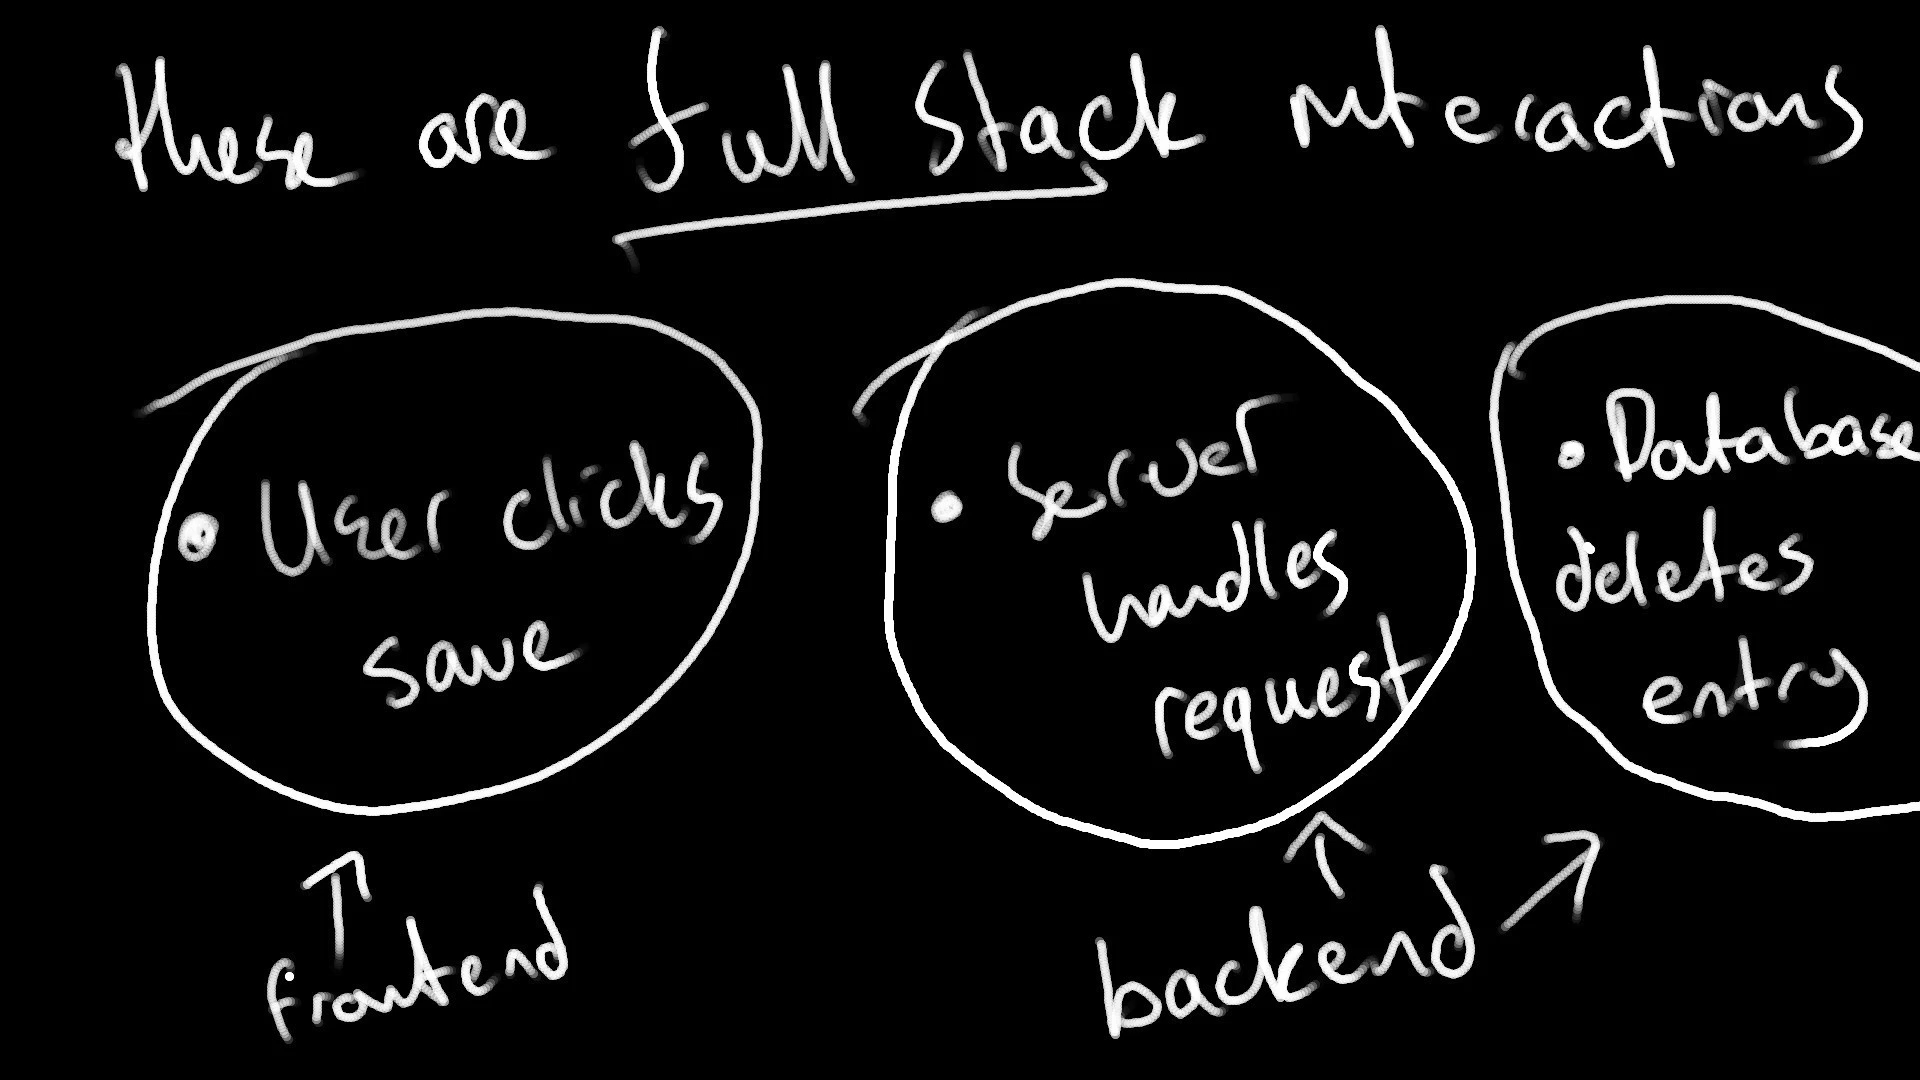 these are full stack interactions
• User clicks
save
• Server
handles
request
• Database
deletes
entry
frontend
backend